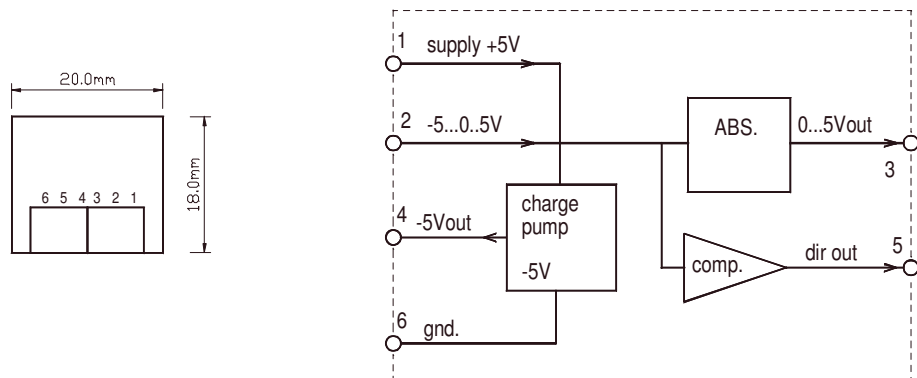 20.0mm
18.0mm
6 5 4 3 2 1
1 supply +5V
2 -5...0..5V
ABS.
0...5Vout
3
charge
pump
-5V
4 -5Vout
comp.
dir out
5
6 gnd.